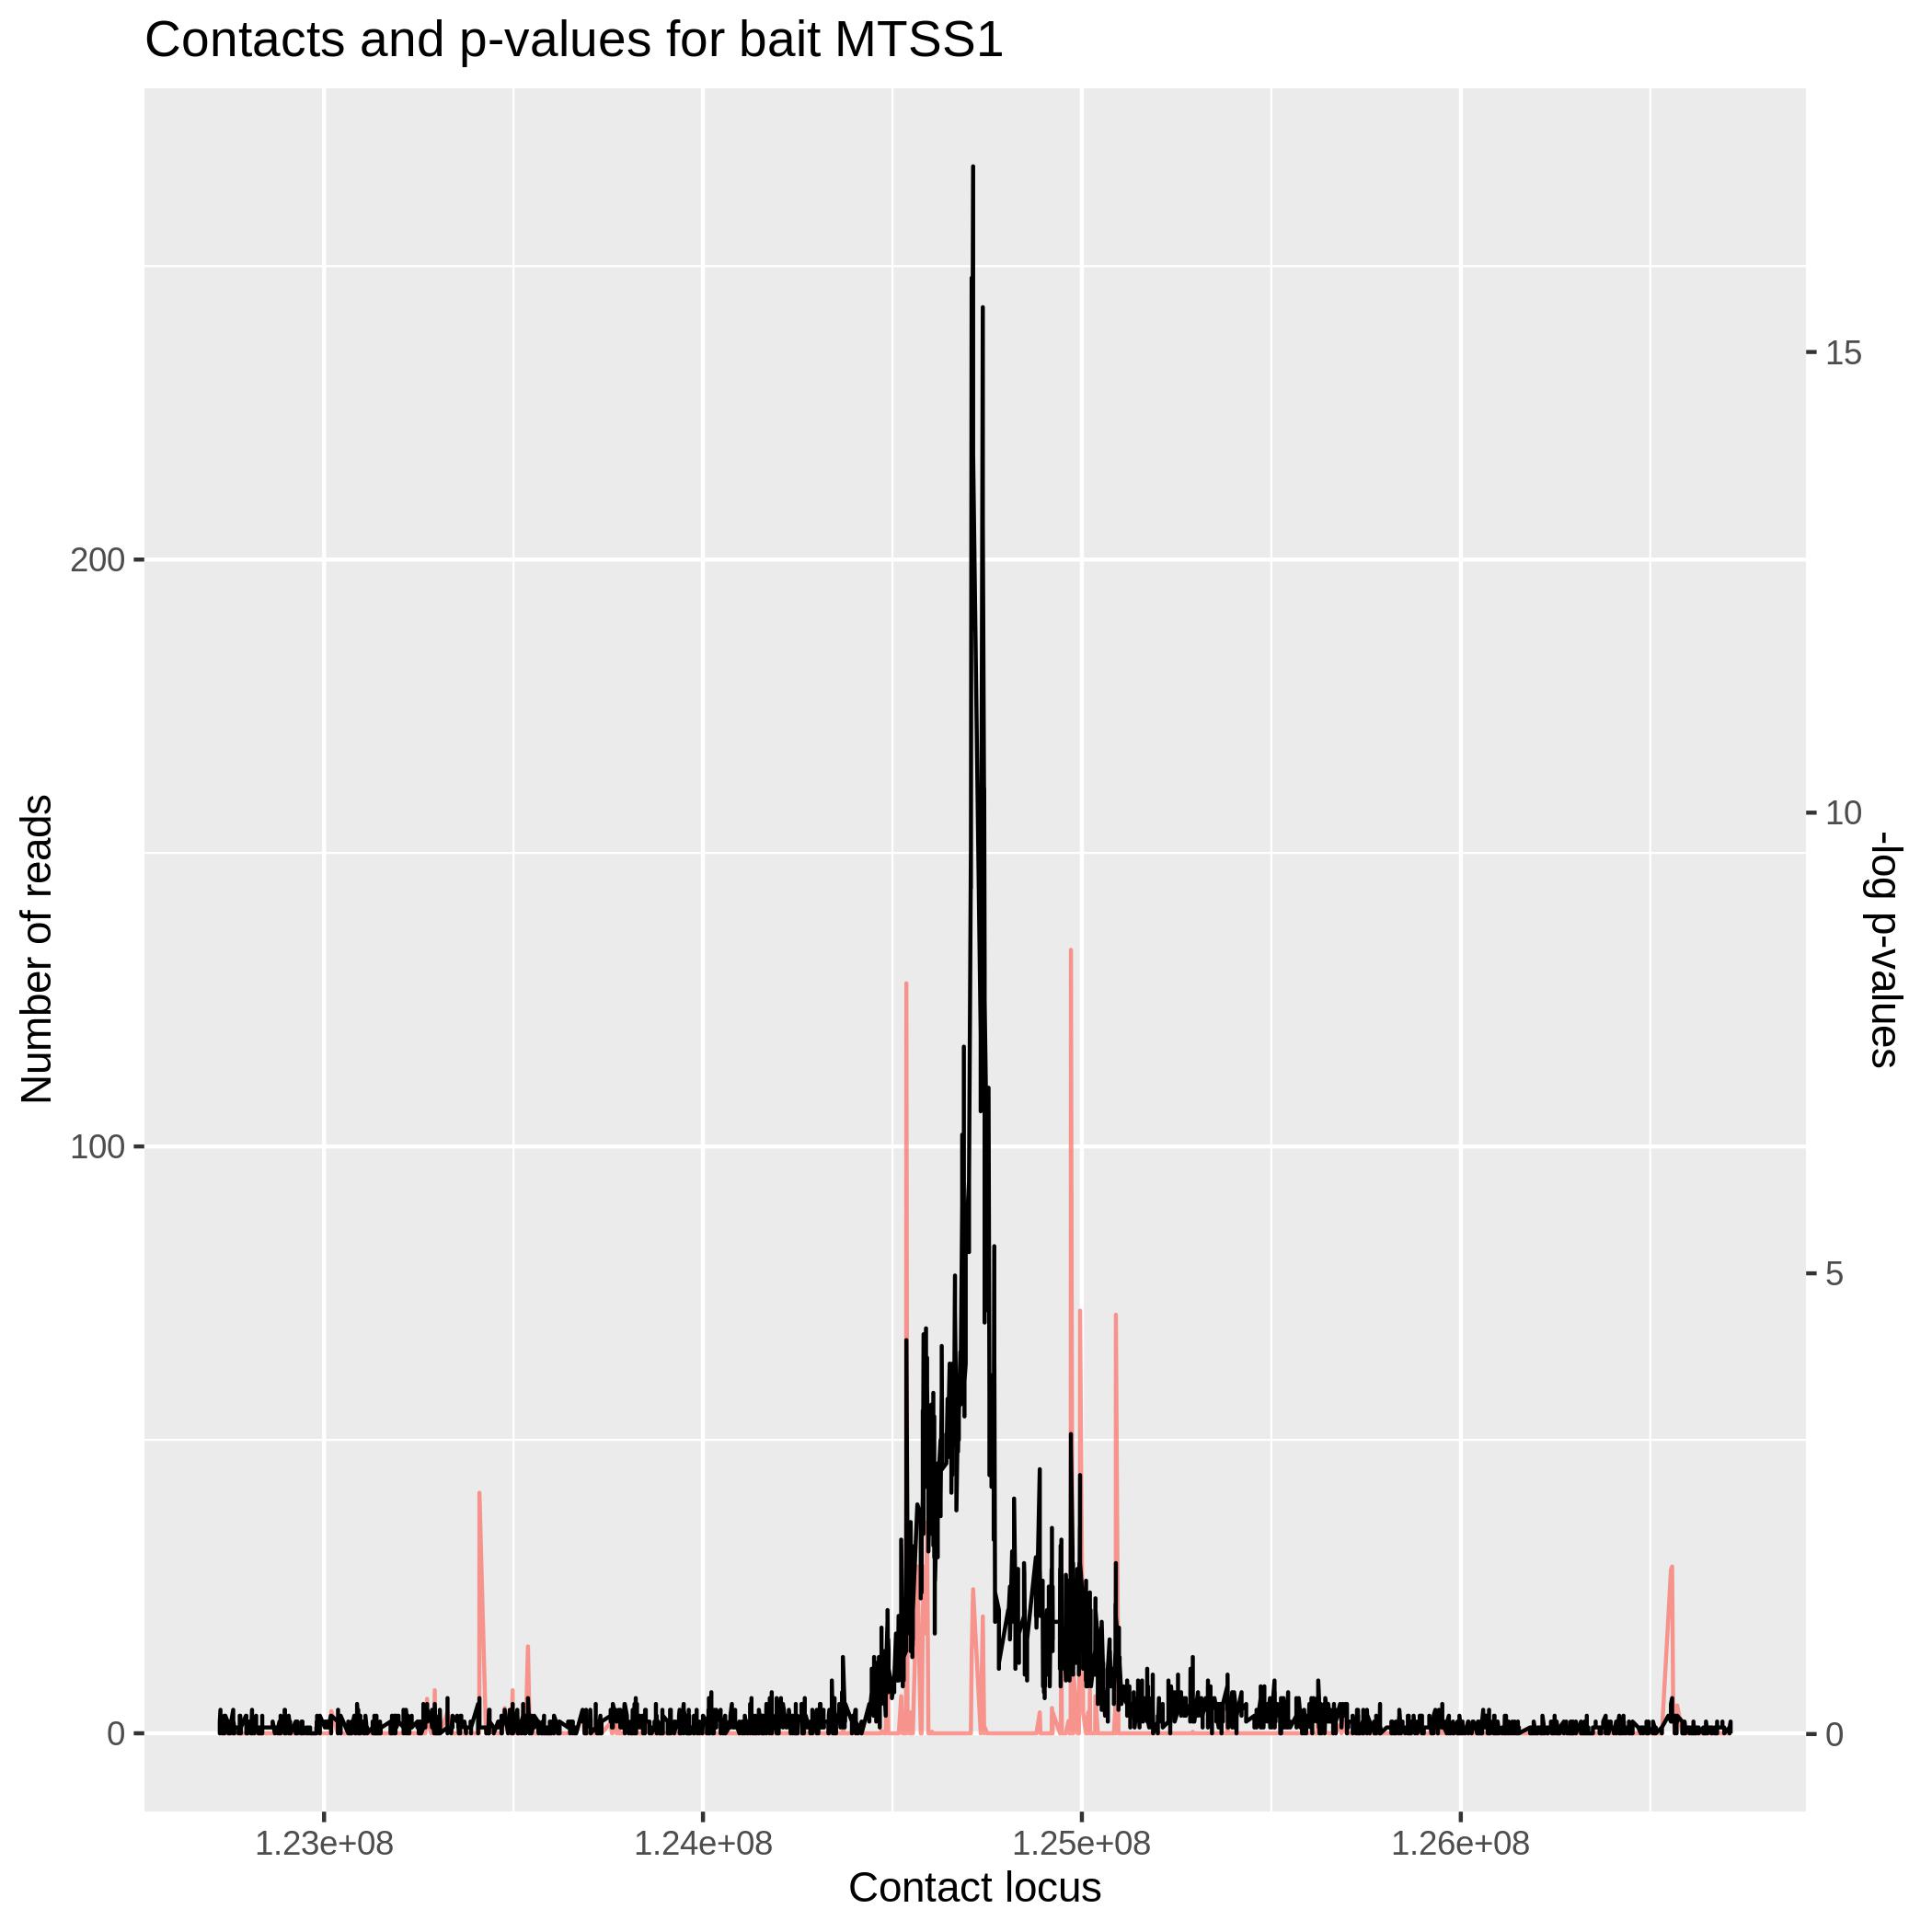 Contacts and p-values for bait MTSS1
Number of reads
200
100
0
15
10
5
0
-log p-values
1.23e+08 1.24e+08 1.25e+08 1.26e+08
Contact locus